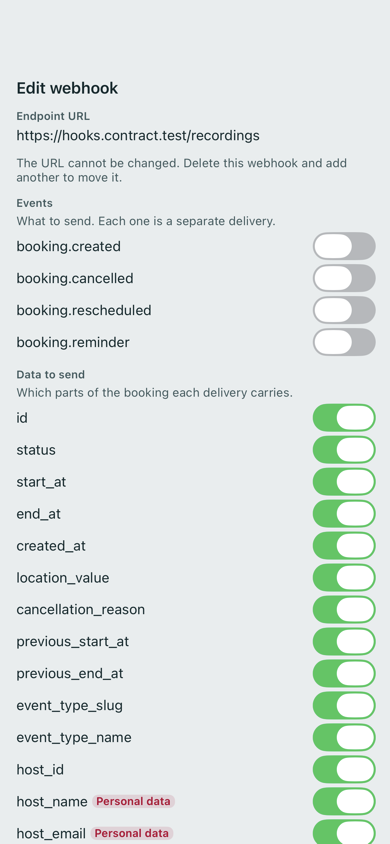 Edit webhook
Endpoint URL
https://hooks.contract.test/recordings
The URL cannot be changed. Delete this webhook and add
another to move it.
Events
What to send. Each one is a separate delivery.
booking.created
booking.cancelled
booking.rescheduled
booking.reminder
Data to send
Which parts of the booking each delivery carries.
id
status
start_at
end_at
created_at
location_value
cancellation_reason
previous_start_at
previous_end_at
event_type_slug
event_type_name
host_id
host_name Personal data
host_email Personal data